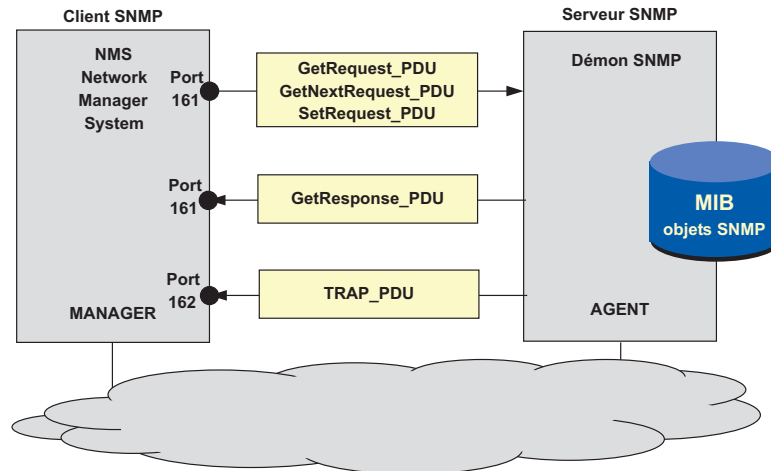 Client SNMP
NMS
Network
Manager
System
Port
161
Port
161
Port
162
MANAGER
GetRequest_PDU
GetNextRequest_PDU
SetRequest_PDU
GetResponse_PDU
TRAP_PDU
Serveur SNMP
Démon SNMP
MIB
objets SNMP
AGENT